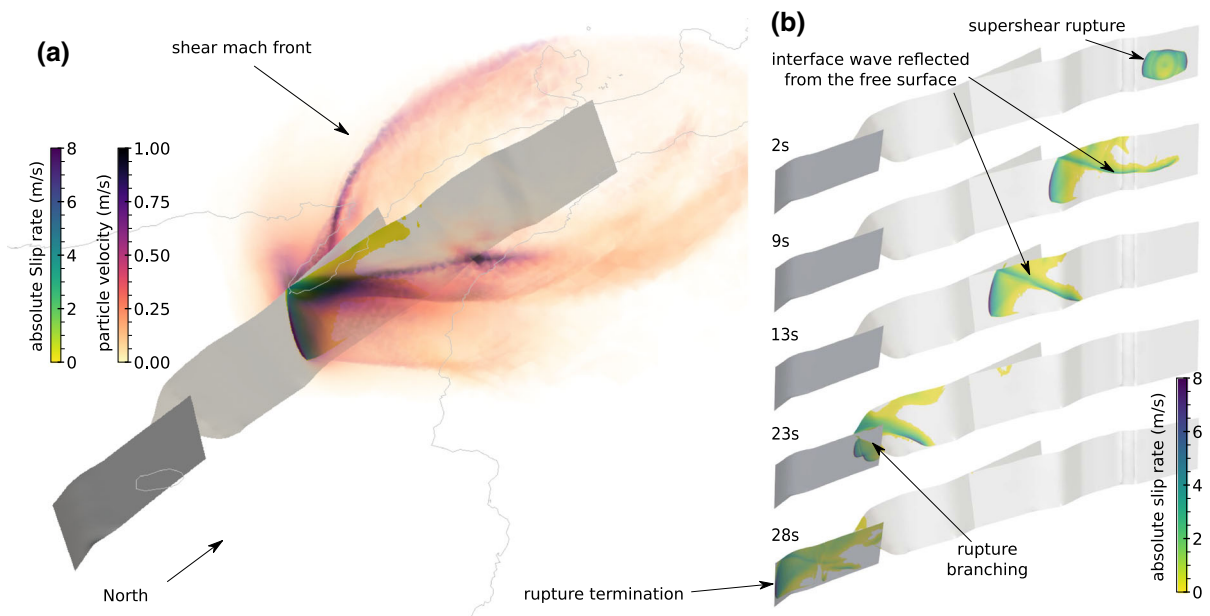 (a)
shear mach front
absolute Slip rate (m/s)
8
6
4
2
0
particle velocity (m/s)
1.00
0.75
0.50
0.25
0.00
North
(b)
supershear rupture
interface wave reflected
from the free surface
2s
9s
13s
23s
28s
rupture
branching
rupture termination
absolute slip rate (m/s)
8
6
4
2
0